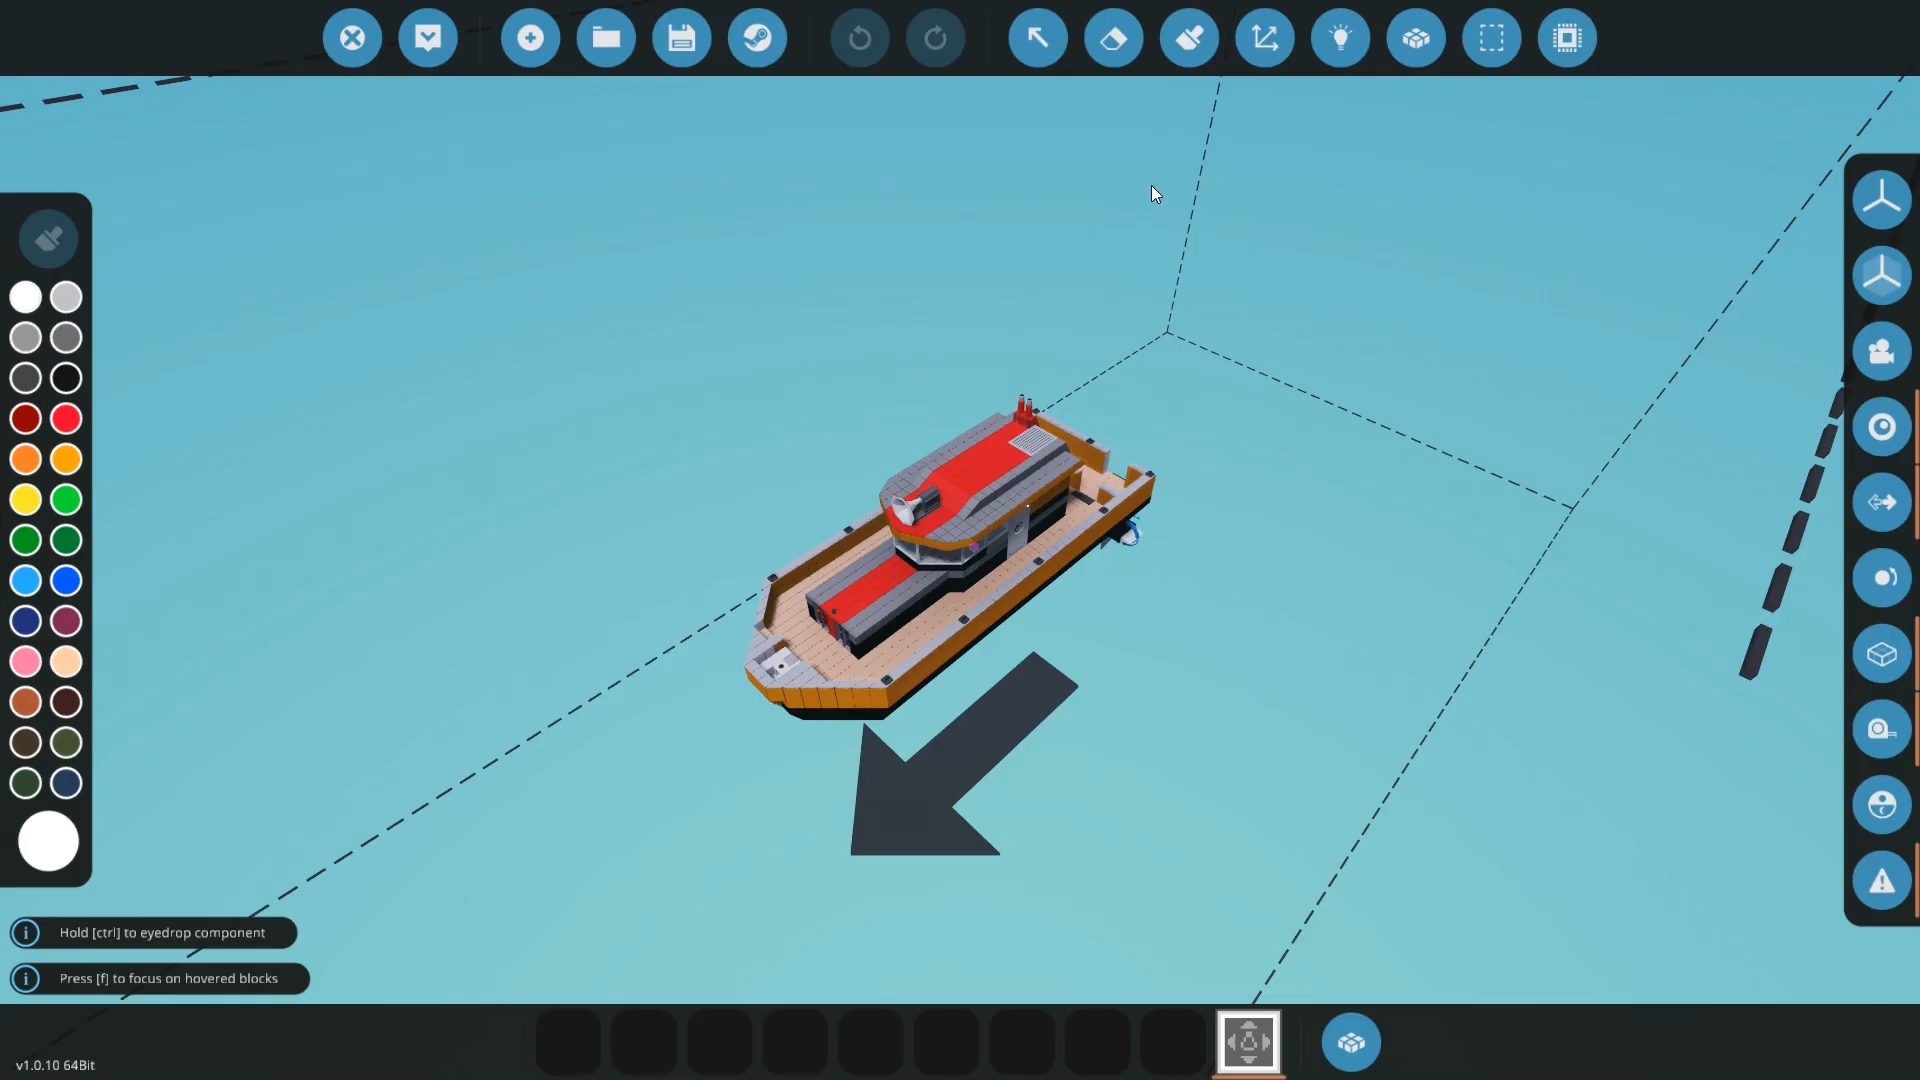 Hold [ctrl] to eyedrop component
Press [f] to focus on hovered blocks
v1.0.10 64Bit